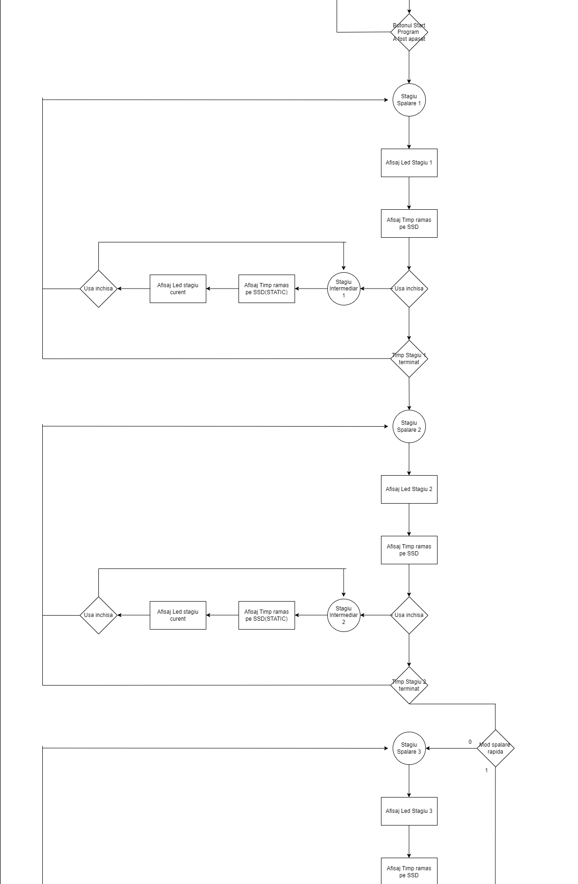 Butonul Start
Program
A fost apasat
Stagiu
Spalare 1
Afisaj Led Stagiu 1
Afisaj Timp ramas
pe SSD
Usa inchisa
Afisaj Led stagiu
curent
Afisaj Timp ramas
pe SSD(STATIC)
Stagiu
Intermediar
1
Usa inchisa
Timp Stagiu 1
terminat
Stagiu
Spalare 2
Afisaj Led Stagiu 2
Afisaj Timp ramas
pe SSD
Usa inchisa
Afisaj Led stagiu
curent
Afisaj Timp ramas
pe SSD(STATIC)
Stagiu
Intermediar
2
Usa inchisa
Timp Stagiu 2
terminat
Stagiu
Spalare 3
0
Mod spalare
rapida
1
Afisaj Led Stagiu 3
Afisaj Timp ramas
pe SSD